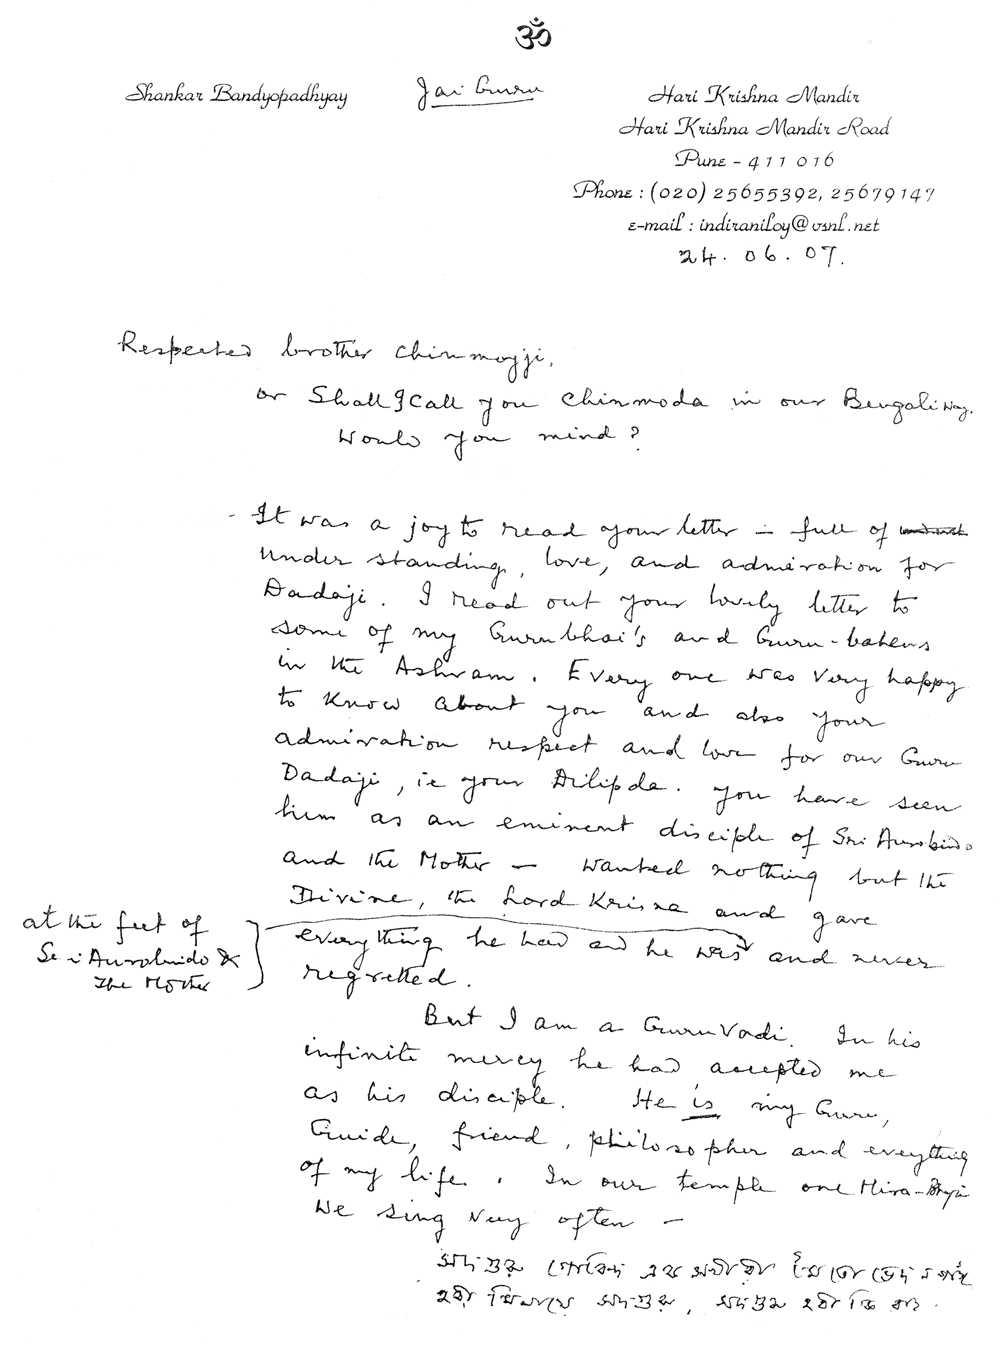 ॐ
Shankar Bandyopadhyay
Jai Guru
Hari Krishna Mandir
Hari Krishna Mandir Road
Pune - 411 016
Phone : (020) 25655392, 25679147
e-mail : indiraniloy@vsnl.net
24. 06. 07.
Respected brother Chinmoyji,
or Shall I Call you Chinmoda in our Bengali way.
Would you mind?
- It was a joy to read your letter – full of
understanding, love, and admiration for
Dadaji. I read out your lovely letter to
some of my Gurubhai's and Guru-bahens
in the Ashram. Every one was very happy
to know about you and also your
admiration respect and love for our Guru
Dadaji, ie your Dilipda. You have seen
him as an eminent disciple of Sri Aurobindo
and the Mother – wanted nothing but the
Divine, the Lord Krisna and gave
everything he had and he was and never
regretted.
at the feet of
Sri Aurobindo &
The Mother
But I am a GuruVadi. In his
infinite mercy he had accepted me
as his disciple. He is my Guru,
Guide, friend, philosopher and everything
of my life. In our temple one Mira-Bhajan
We sing very often –
সদগুরু গোবিন্দ এক
সদগুরু, সদগুরু